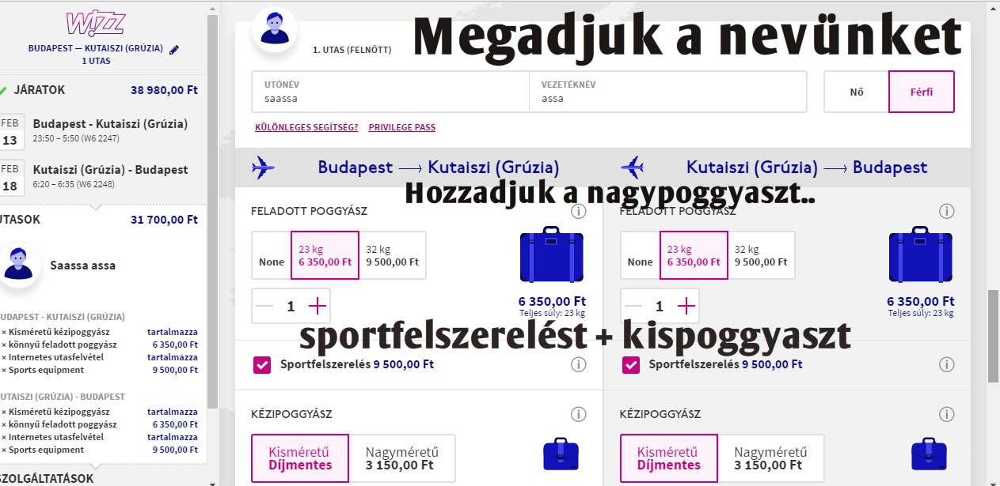 WIZZ
BUDAPEST — KUTAISZI (GRÚZIA)
1 UTAS
JÁRATOK 38 980,00 Ft
FEB
13
Budapest - Kutaiszi (Grúzia)
23:50 – 5:50 (W6 2247)
FEB
18
Kutaiszi (Grúzia) - Budapest
6:20 – 6:35 (W6 2248)
UTASOK 31 700,00 Ft
Saassa assa
UDAPEST - KUTAISZI (GRÚZIA)
× Kisméretű kézipoggyász tartalmazza
× könnyű feladott poggyász 6 350,00 Ft
× Internetes utasfelvétel tartalmazza
× Sports equipment 9 500,00 Ft
UTAISZI (GRÚZIA) - BUDAPEST
× Kisméretű kézipoggyász tartalmazza
× könnyű feladott poggyász 6 350,00 Ft
× Internetes utasfelvétel tartalmazza
× Sports equipment 9 500,00 Ft
SZOLGÁLTATÁSOK
Megadjuk a nevünket
1. UTAS (FELNŐTT)
UTÓNÉV VEZETÉKNÉV
saassa assa
Nő Férfi
KÜLÖNLEGES SEGÍTSÉG? PRIVILEGE PASS
Budapest → Kutaiszi (Grúzia) Kutaiszi (Grúzia) → Budapest
Hozzadjuk a nagypoggyaszt..
FELADOTT POGGYÁSZ FELADOTT POGGYÁSZ
None 23 kg 6 350,00 Ft 32 kg 9 500,00 Ft
None 23 kg 6 350,00 Ft 32 kg 9 500,00 Ft
1 6 350,00 Ft 1 6 350,00 Ft
Teljes súly: 23 kg Teljes súly: 23 kg
sportfelszerelést + kispoggyaszt
Sportfelszerelés 9 500,00 Ft Sportfelszerelés 9 500,00 Ft
KÉZIPOGGYÁSZ KÉZIPOGGYÁSZ
Kisméretű Nagyméretű Kisméretű Nagyméretű
Díjmentes 3 150,00 Ft Díjmentes 3 150,00 Ft